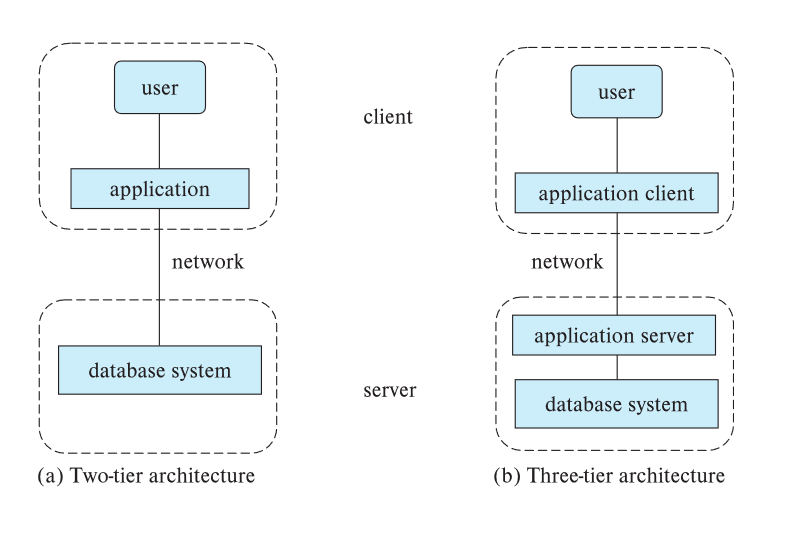 user
application
network
database system
(a) Two-tier architecture
client
server
user
application client
network
application server
database system
(b) Three-tier architecture